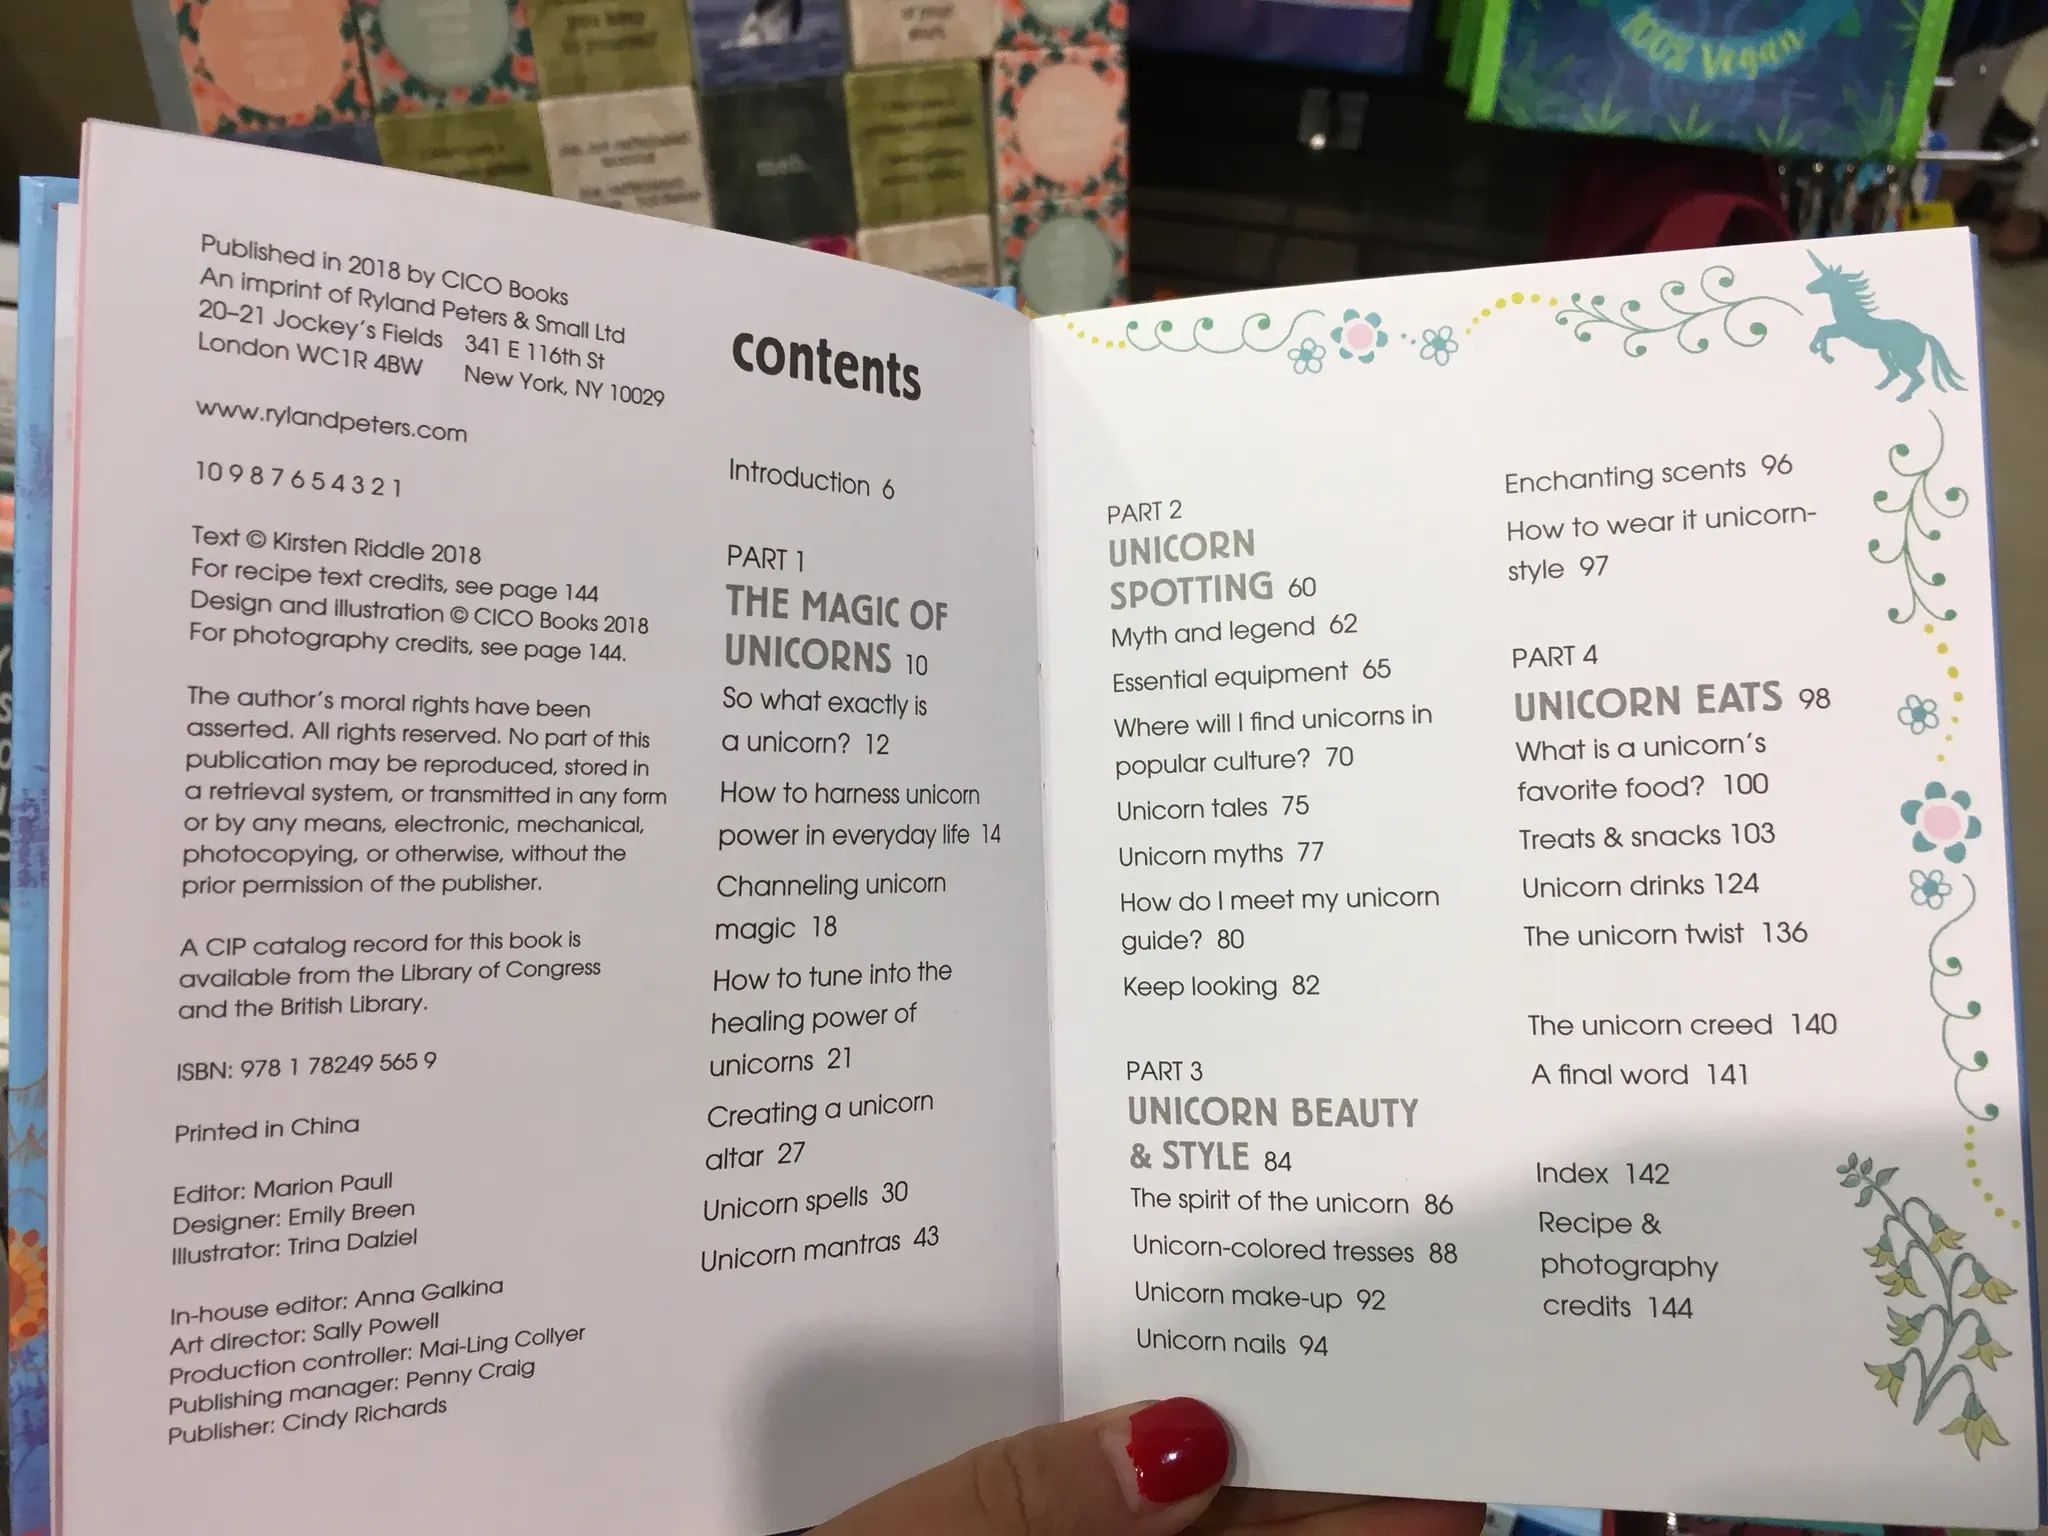 100% Vegan
Published in 2018 by CICO Books
An imprint of Ryland Peters & Small Ltd
20–21 Jockey's Fields 341 E 116th St
London WC1R 4BW New York, NY 10029
www.rylandpeters.com
10 9 8 7 6 5 4 3 2 1
Text © Kirsten Riddle 2018
For recipe text credits, see page 144
Design and illustration © CICO Books 2018
For photography credits, see page 144.
The author's moral rights have been
asserted. All rights reserved. No part of this
publication may be reproduced, stored in
a retrieval system, or transmitted in any form
or by any means, electronic, mechanical,
photocopying, or otherwise, without the
prior permission of the publisher.
A CIP catalog record for this book is
available from the Library of Congress
and the British Library.
ISBN: 978 1 78249 565 9
Printed in China
Editor: Marion Paull
Designer: Emily Breen
Illustrator: Trina Dalziel
In-house editor: Anna Galkina
Art director: Sally Powell
Production controller: Mai-Ling Collyer
Publishing manager: Penny Craig
Publisher: Cindy Richards
contents
Introduction 6
PART 1
THE MAGIC OF
UNICORNS 10
So what exactly is
a unicorn? 12
How to harness unicorn
power in everyday life 14
Channeling unicorn
magic 18
How to tune into the
healing power of
unicorns 21
Creating a unicorn
altar 27
Unicorn spells 30
Unicorn mantras 43
PART 2
UNICORN
SPOTTING 60
Myth and legend 62
Essential equipment 65
Where will I find unicorns in
popular culture? 70
Unicorn tales 75
Unicorn myths 77
How do I meet my unicorn
guide? 80
Keep looking 82
PART 3
UNICORN BEAUTY
& STYLE 84
The spirit of the unicorn 86
Unicorn-colored tresses 88
Unicorn make-up 92
Unicorn nails 94
Enchanting scents 96
How to wear it unicorn-
style 97
PART 4
UNICORN EATS 98
What is a unicorn's
favorite food? 100
Treats & snacks 103
Unicorn drinks 124
The unicorn twist 136
The unicorn creed 140
A final word 141
Index 142
Recipe &
photography
credits 144